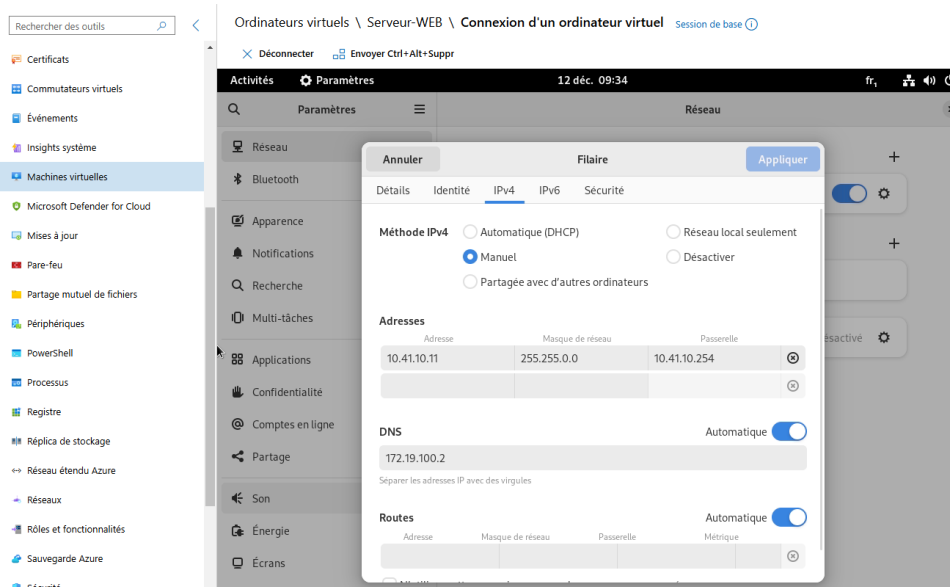 Rechercher des outils
Certificats
Commutateurs virtuels
Événements
Insights système
Machines virtuelles
Microsoft Defender for Cloud
Mises à jour
Pare-feu
Partage mutuel de fichiers
Périphériques
PowerShell
Processus
Registre
Réplica de stockage
Réseau étendu Azure
Réseaux
Rôles et fonctionnalités
Sauvegarde Azure
Sécurité
Ordinateurs virtuels \ Serveur-WEB \ Connexion d'un ordinateur virtuel Session de base
Déconnecter Envoyer Ctrl+Alt+Suppr
Activités Paramètres 12 déc. 09:34 fr₁
Paramètres Réseau
Réseau
Bluetooth
Apparence
Notifications
Recherche
Multi-tâches
Applications
Confidentialité
Comptes en ligne
Partage
Son
Énergie
Écrans
Annuler Filaire Appliquer
Détails Identité IPv4 IPv6 Sécurité
Méthode IPv4 Automatique (DHCP) Réseau local seulement
Manuel Désactiver
Partagée avec d'autres ordinateurs
Adresses
Adresse Masque de réseau Passerelle
10.41.10.11 255.255.0.0 10.41.10.254
DNS Automatique
172.19.100.2
Séparer les adresses IP avec des virgules
Routes Automatique
Adresse Masque de réseau Passerelle Métrique